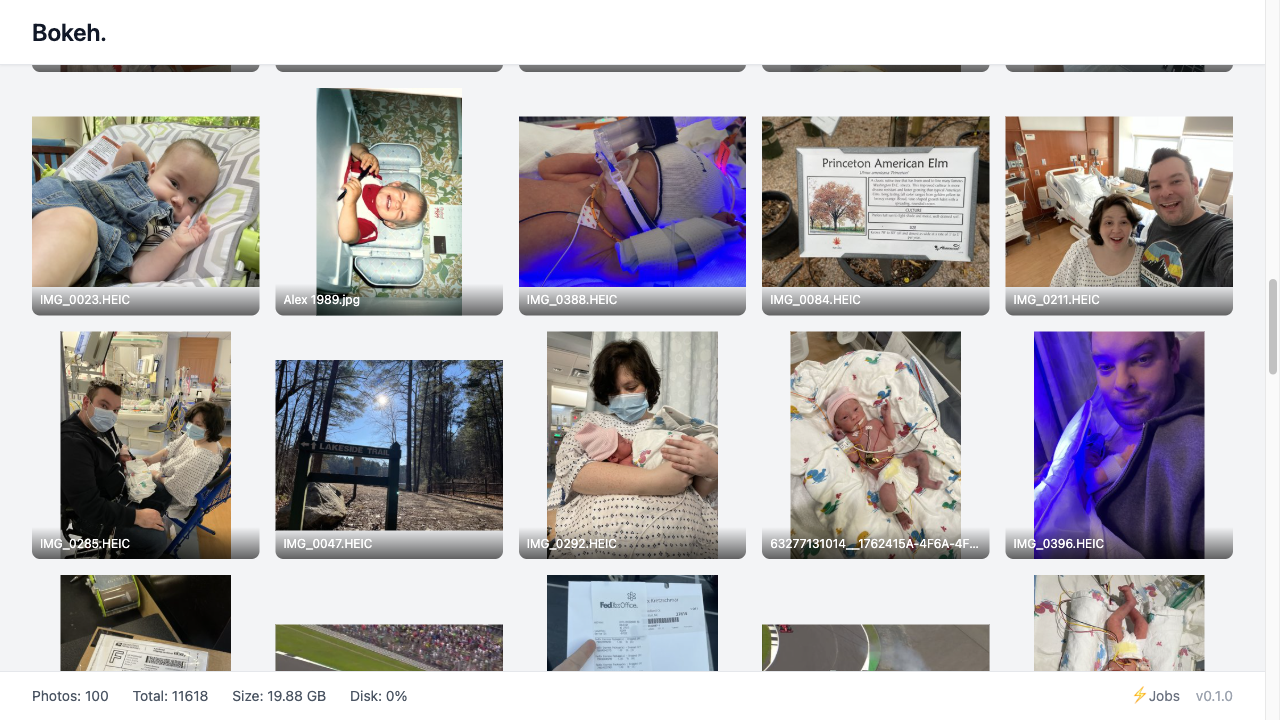 Bokeh.
Princeton American Elm
CULTURE
IMG_0023.HEIC
Alex 1989.jpg
IMG_0388.HEIC
IMG_0084.HEIC
IMG_0211.HEIC
LAKESIDE TRAIL
IMG_0285.HEIC
IMG_0047.HEIC
IMG_0292.HEIC
63277131014__1762415A-4F6A-4F...
IMG_0396.HEIC
FedEx Office
F
Photos: 100
Total: 11618
Size: 19.88 GB
Disk: 0%
⚡Jobs
v0.1.0